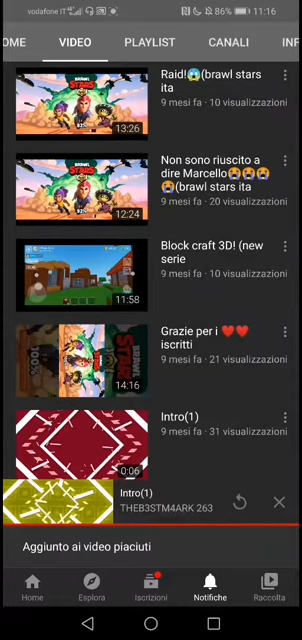 vodafone IT 86% 11:16
OME VIDEO PLAYLIST CANALI INF
Raid!😱(brawl stars
ita
9 mesi fa · 10 visualizzazioni
13:26
Non sono riuscito a
dire Marcello😭😭😭
😭(brawl stars ita
9 mesi fa · 20 visualizzazioni
12:24
Block craft 3D! (new
serie
9 mesi fa · 10 visualizzazioni
11:58
Grazie per i ❤️❤️
iscritti
9 mesi fa · 21 visualizzazioni
14:16
Intro(1)
9 mesi fa · 31 visualizzazioni
0:06
Intro(1)
THEB3STM4ARK 263
Aggiunto ai video piaciuti
Home Esplora Iscrizioni Notifiche Raccolta